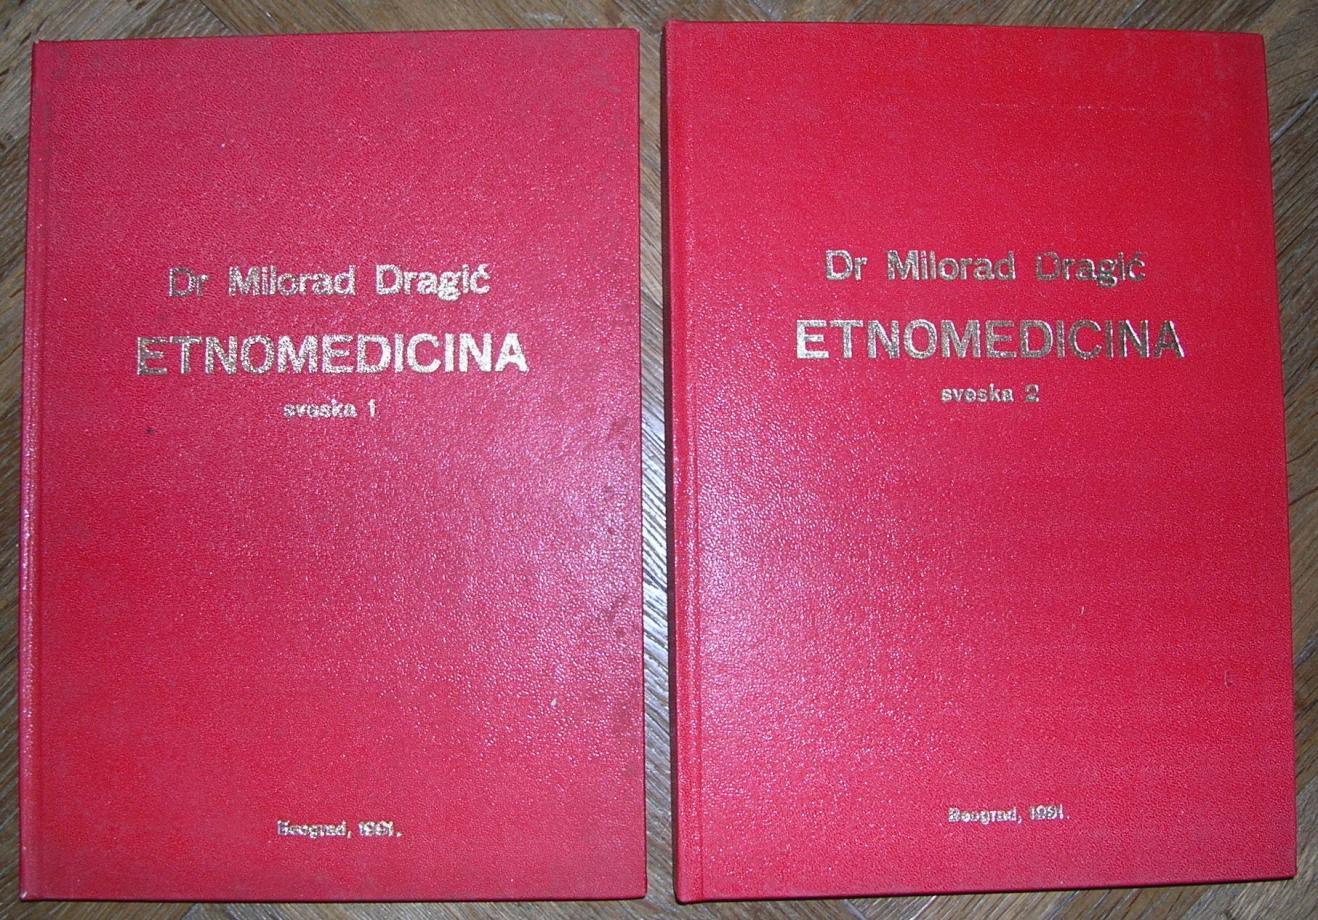 Dr Milorad Dragić
ETNOMEDICINA
sveska 1
Beograd, 1991.
Dr Milorad Dragić
ETNOMEDICINA
sveska 2
Beograd, 1991.